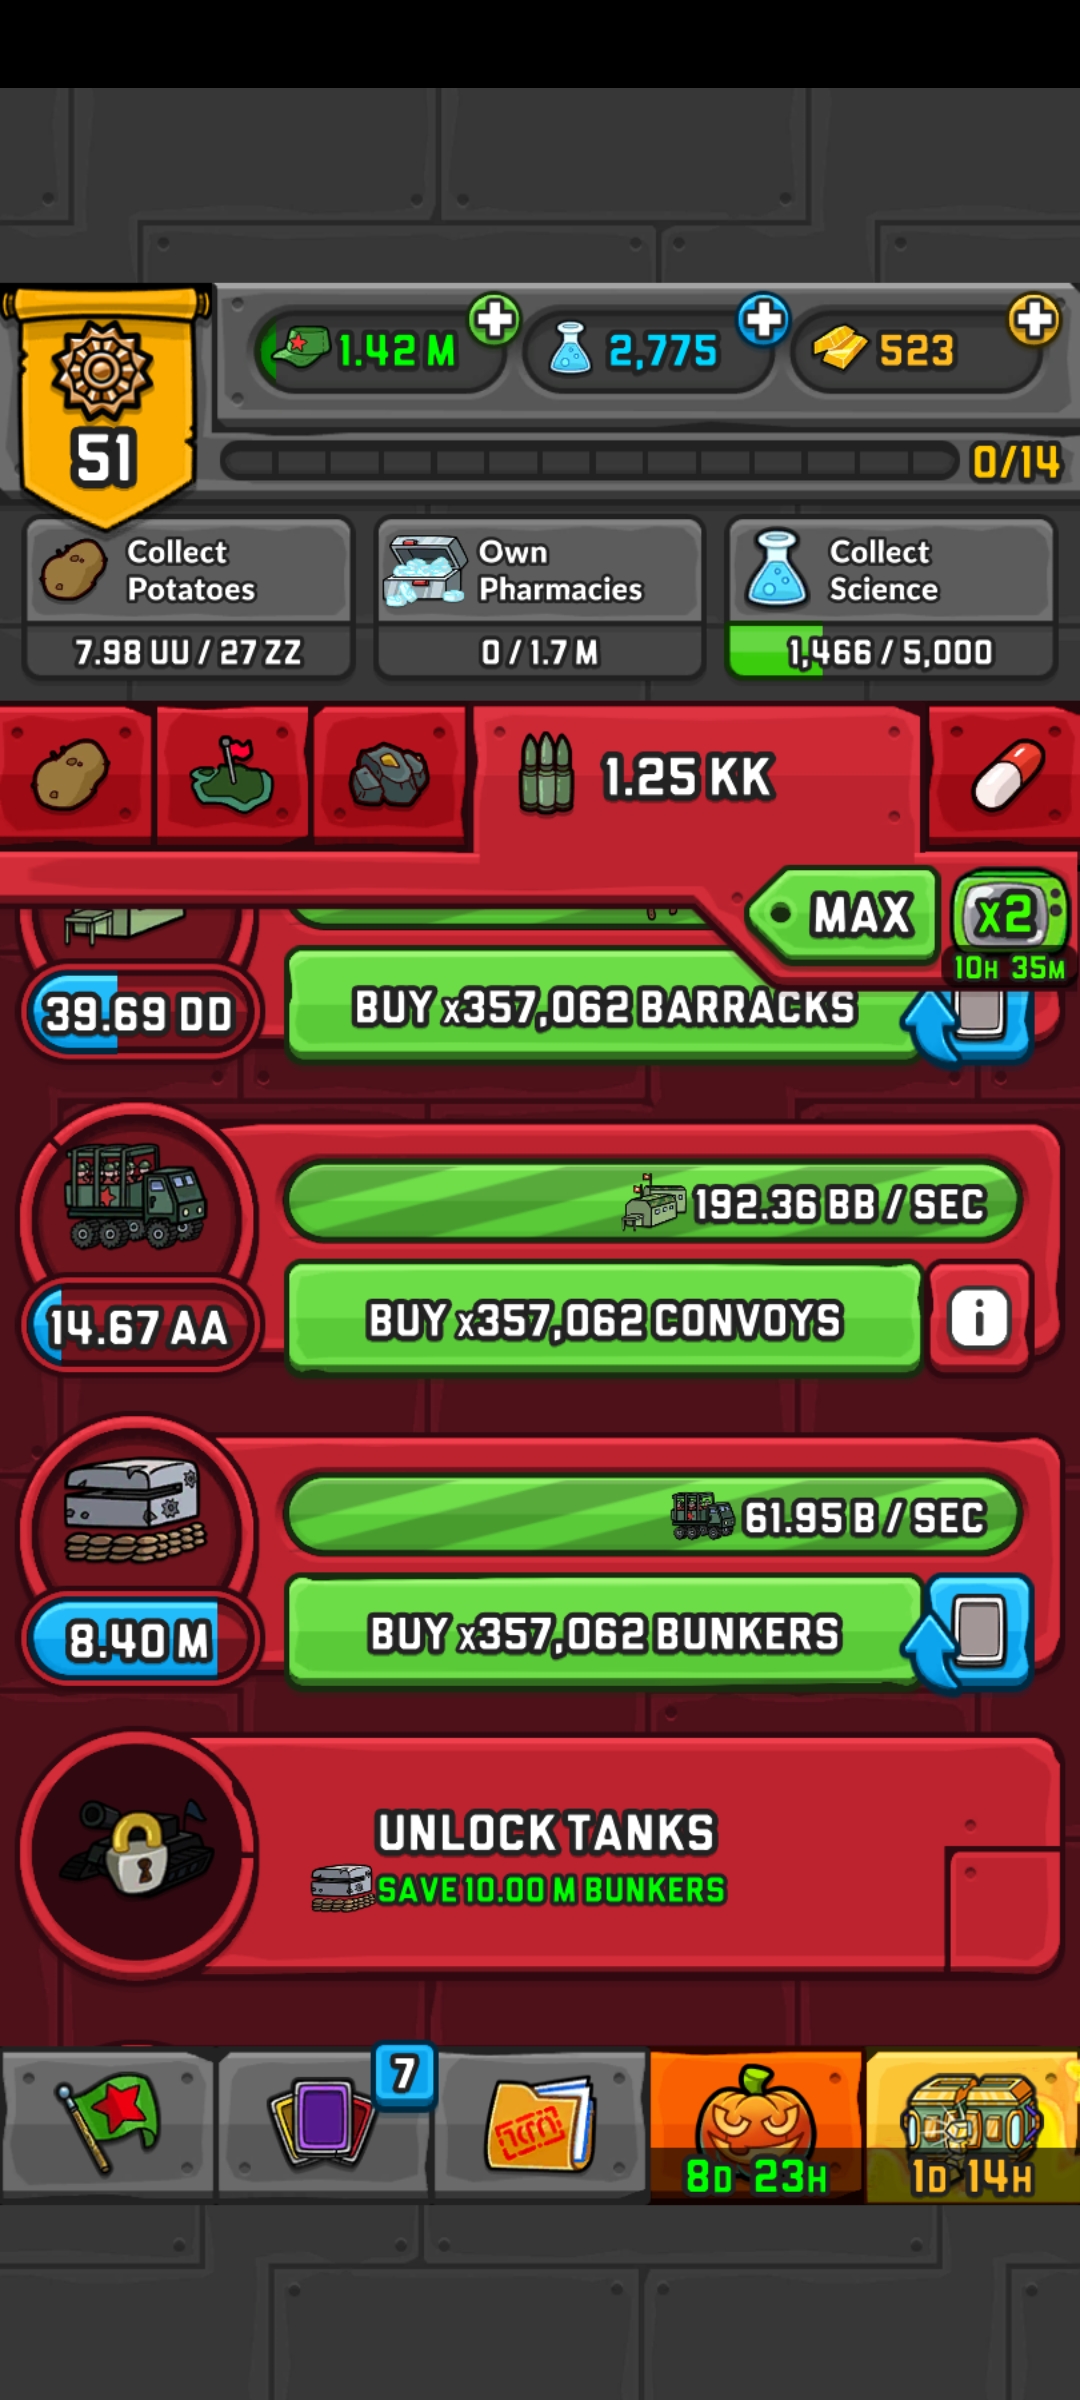 51
1.42 M
2,775
523
0/14
Collect
Potatoes
7.98 UU / 27 ZZ
Own
Pharmacies
0 / 1.7 M
Collect
Science
1,466 / 5,000
1.25 KK
MAX
x2
10H 35M
39.69 DD
BUY x357,062 BARRACKS
192.36 BB / SEC
14.67 AA
BUY x357,062 CONVOYS
i
61.95 B / SEC
8.40 M
BUY x357,062 BUNKERS
UNLOCK TANKS
SAVE 10.00 M BUNKERS
7
8D 23H
1D 14H